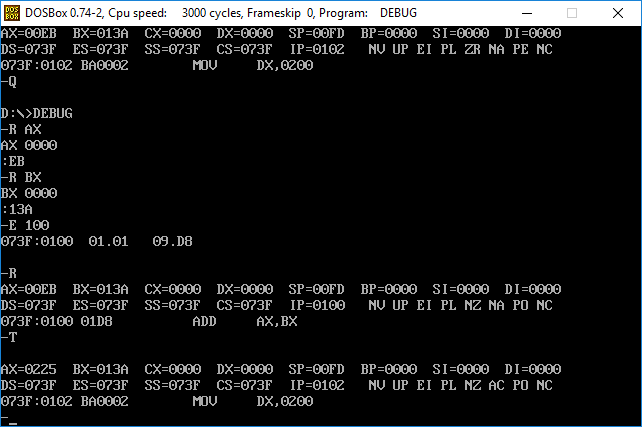 DOSBox 0.74-2, Cpu speed:    3000 cycles, Frameskip  0, Program:    DEBUG
AX=00EB  BX=013A  CX=0000  DX=0000  SP=00FD  BP=0000  SI=0000  DI=0000
DS=073F  ES=073F  SS=073F  CS=073F  IP=0102   NV UP EI PL ZR NA PE NC
073F:0102 BA0002        MOV     DX,0200
-Q
D:\>DEBUG
-R AX
AX 0000
:EB
-R BX
BX 0000
:13A
-E 100
073F:0100  01.01   09.D8
-R
AX=00EB  BX=013A  CX=0000  DX=0000  SP=00FD  BP=0000  SI=0000  DI=0000
DS=073F  ES=073F  SS=073F  CS=073F  IP=0100   NV UP EI PL NZ NA PO NC
073F:0100 01D8          ADD     AX,BX
-T
AX=0225  BX=013A  CX=0000  DX=0000  SP=00FD  BP=0000  SI=0000  DI=0000
DS=073F  ES=073F  SS=073F  CS=073F  IP=0102   NV UP EI PL NZ AC PO NC
073F:0102 BA0002        MOV     DX,0200
-_